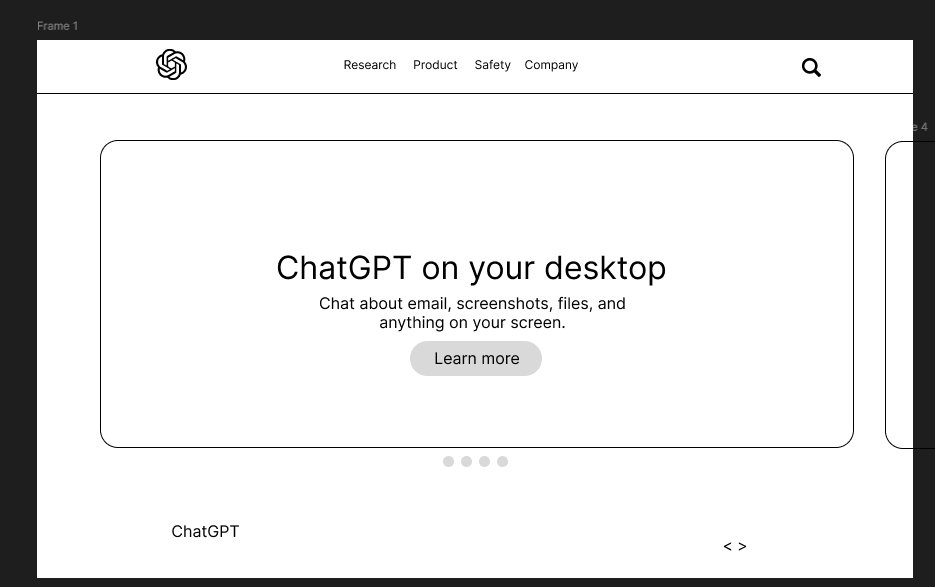 Frame 1
Research Product Safety Company
e 4
ChatGPT on your desktop
Chat about email, screenshots, files, and
anything on your screen.
Learn more
ChatGPT
< >